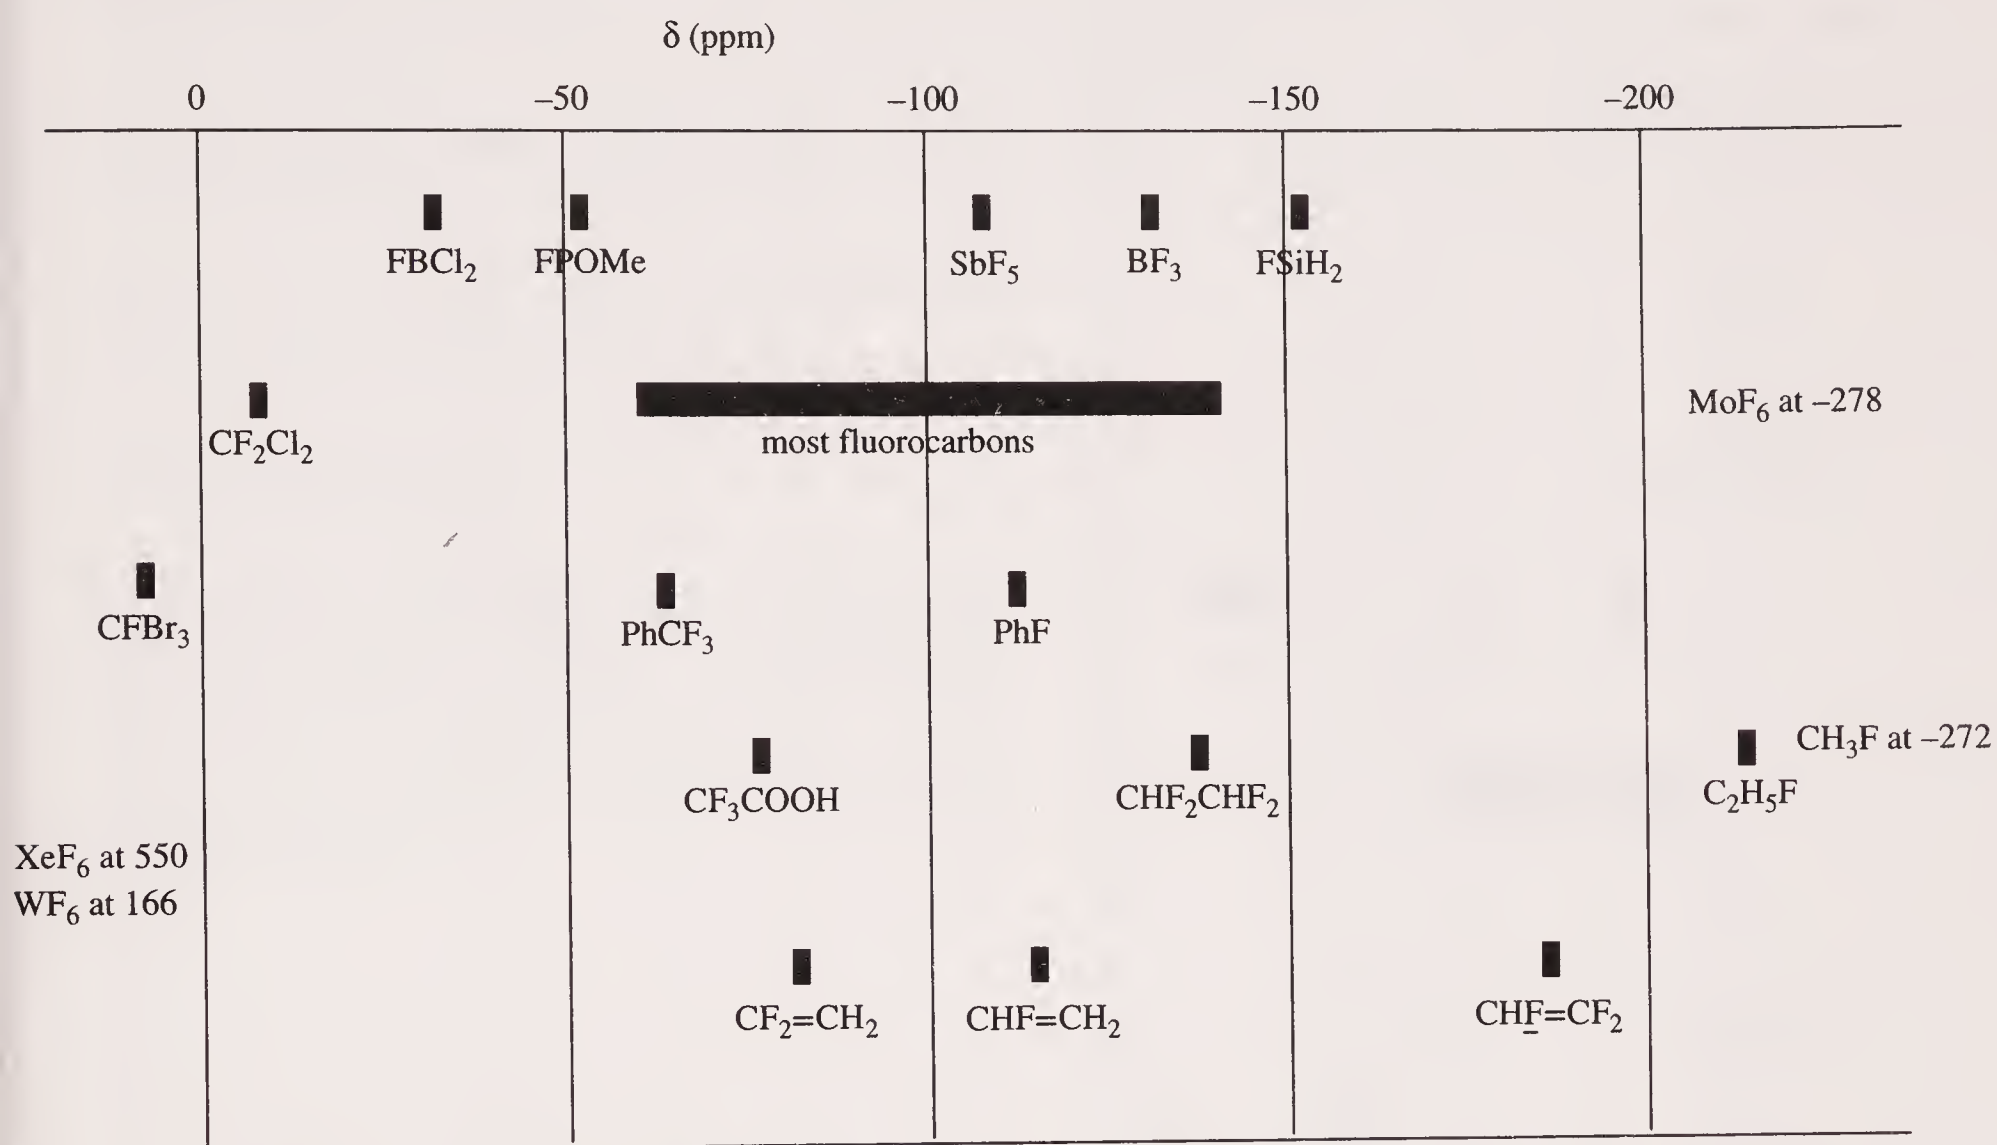 δ (ppm)
0 –50 –100 –150 –200
FBCl₂ FPOMe SbF₅ BF₃ FSiH₂
MoF₆ at –278
CF₂Cl₂ most fluorocarbons
CFBr₃ PhCF₃ PhF
CH₃F at –272
CF₃COOH CHF₂CHF₂ C₂H₅F
XeF₆ at 550
WF₆ at 166
CF₂=CH₂ CHF=CH₂ CHF=CF₂